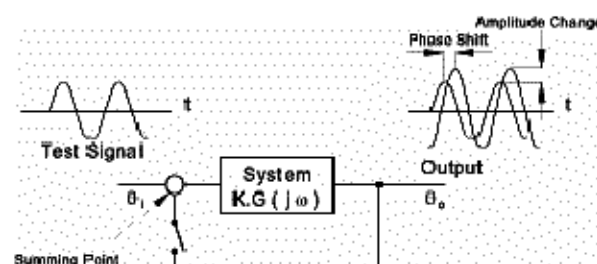 Amplitude Change
Phase Shift
t
t
Test Signal
Output
System
K.G ( j ω )
θi
θo
Summing Point